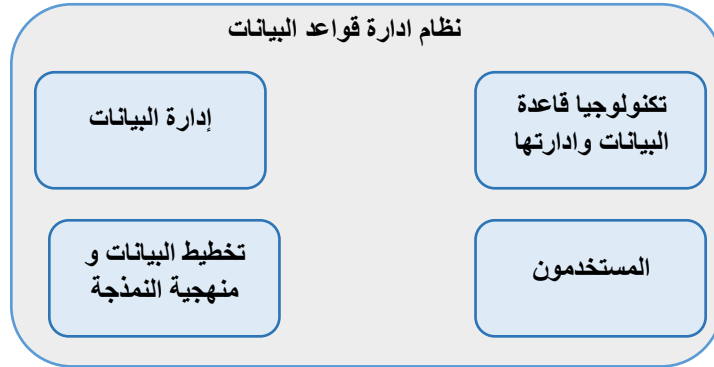 نظام ادارة قواعد البيانات
تكنولوجيا قاعدة
البيانات وادارتها
إدارة البيانات
المستخدمون
تخطيط البيانات و
منهجية النمذجة